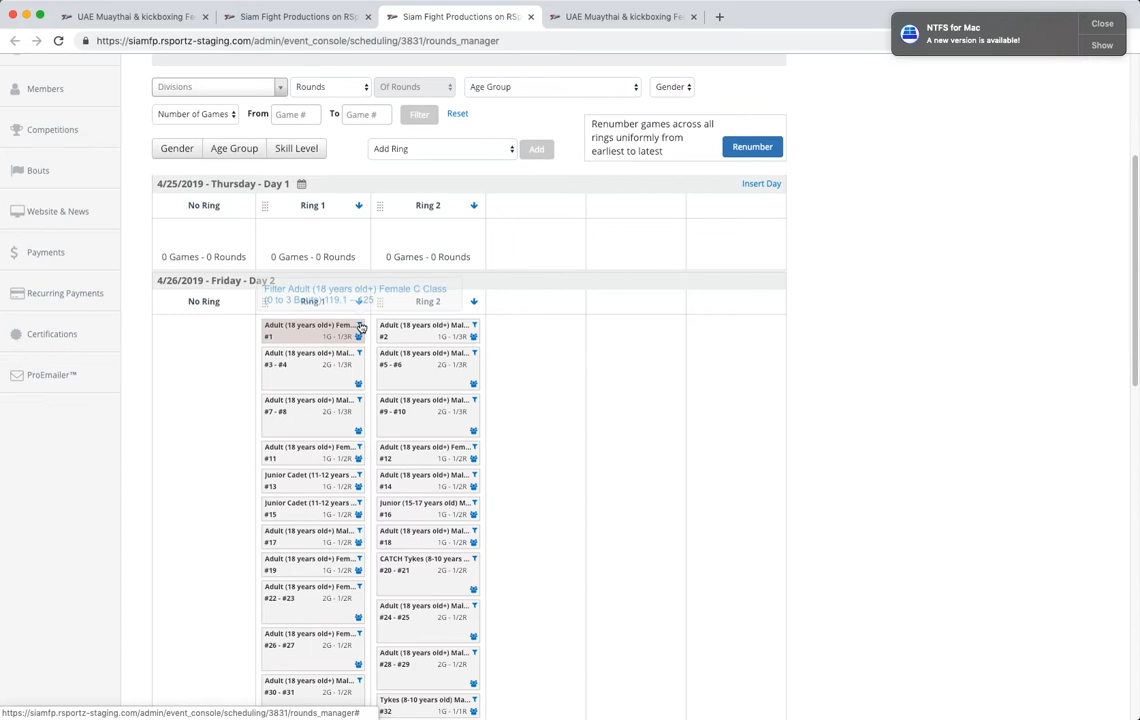 UAE Muaythai & kickboxing Fe
Siam Fight Productions on RSp
Siam Fight Productions on RSp
UAE Muaythai & kickboxing Fe
https://siamfp.rsportz-staging.com/admin/event_console/scheduling/3831/rounds_manager
NTFS for Mac
A new version is available!
Close
Show
Members
Competitions
Bouts
Website & News
Payments
Recurring Payments
Certifications
ProEmailer™
Divisions
Rounds
Of Rounds
Age Group
Gender
Number of Games
From
Game #
To
Game #
Filter
Reset
Gender
Age Group
Skill Level
Add Ring
Add
Renumber games across all
rings uniformly from
earliest to latest
Renumber
4/25/2019 - Thursday - Day 1
Insert Day
No Ring
Ring 1
Ring 2
0 Games - 0 Rounds
0 Games - 0 Rounds
0 Games - 0 Rounds
4/26/2019 - Friday - Day 2
Filter Adult (18 years old+) Female C Class
(0 to 3 Bouts) 119.1
No Ring
Ring 1
Ring 2
Adult (18 years old+) Fem...
#1 1G - 1/3R
Adult (18 years old+) Mal...
#2 1G - 1/3R
Adult (18 years old+) Mal...
#3 - #4 2G - 1/3R
Adult (18 years old+) Mal...
#5 - #6 2G - 1/3R
Adult (18 years old+) Mal...
#7 - #8 2G - 1/3R
Adult (18 years old+) Mal...
#9 - #10 2G - 1/3R
Adult (18 years old+) Fem...
#11 1G - 1/2R
Adult (18 years old+) Fem...
#12 1G - 1/2R
Junior Cadet (11-12 years ...
#13 1G - 1/2R
Adult (18 years old+) Mal...
#14 1G - 1/2R
Junior Cadet (11-12 years ...
#15 1G - 1/2R
Junior (15-17 years old) M...
#16 1G - 1/2R
Adult (18 years old+) Mal...
#17 1G - 1/2R
Adult (18 years old+) Mal...
#18 1G - 1/2R
Adult (18 years old+) Fem...
#19 1G - 1/2R
CATCH Tykes (8-10 years ...
#20 - #21 2G - 1/2R
Adult (18 years old+) Fem...
#22 - #23 2G - 1/2R
Adult (18 years old+) Mal...
#24 - #25 2G - 1/2R
Adult (18 years old+) Fem...
#26 - #27 2G - 1/2R
Adult (18 years old+) Mal...
#28 - #29 2G - 1/2R
Adult (18 years old+) Mal...
#30 - #31 2G - 1/2R
Tykes (8-10 years old) Ma...
#32 1G - 1/1R
https://siamfp.rsportz-staging.com/admin/event_console/scheduling/3831/rounds_manager#